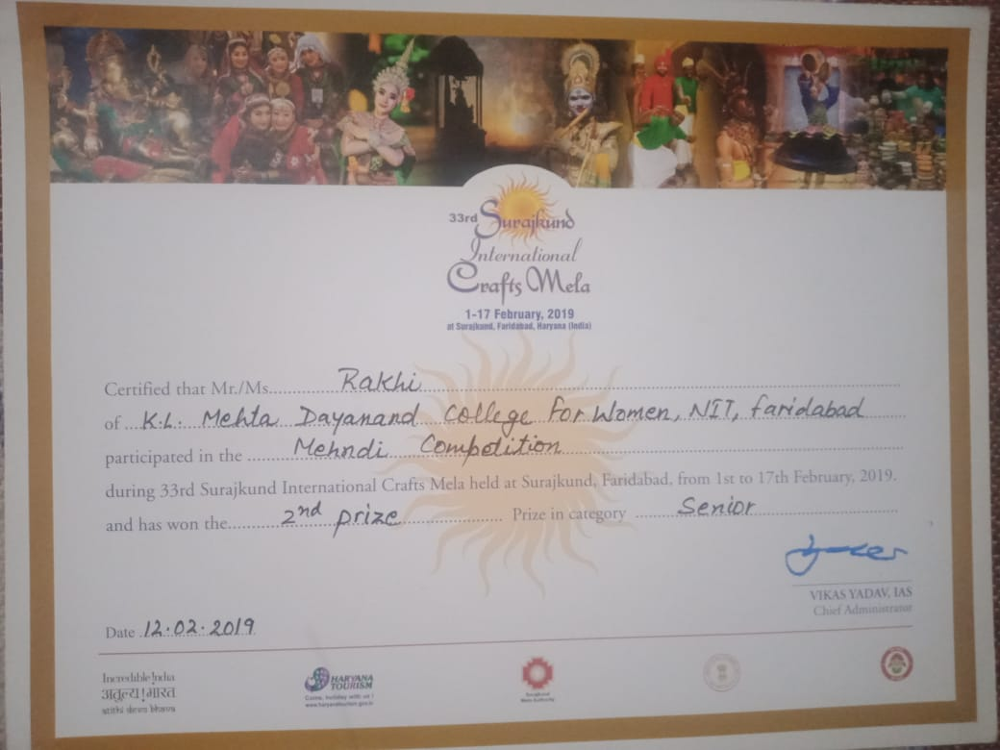 33rd Surajkund
International
Crafts Mela
1-17 February, 2019
at Surajkund, Faridabad, Haryana (India)
Certified that Mr./Ms. Rakhi
of K.L. Mehta Dayanand College for Women, NIT, faridabad
participated in the Mehndi Competition
during 33rd Surajkund International Crafts Mela held at Surajkund, Faridabad, from 1st to 17th February, 2019.
and has won the 2nd prize Prize in category Senior
VIKAS YADAV, IAS
Chief Administrator
Date 12.02.2019
Incredible !ndia
अतुल्य ! भारत
atithi devo bhava
HARYANA
TOURISM
Come, holiday with us !
www.haryanatourism.gov.in
Surajkund
Mela Authority